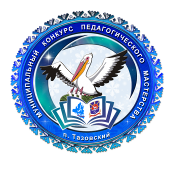 МУНИЦИПАЛЬНЫЙ КОНКУРС ПЕДАГОГИЧЕСКОГО МАСТЕРСТВА
п. Тазовский